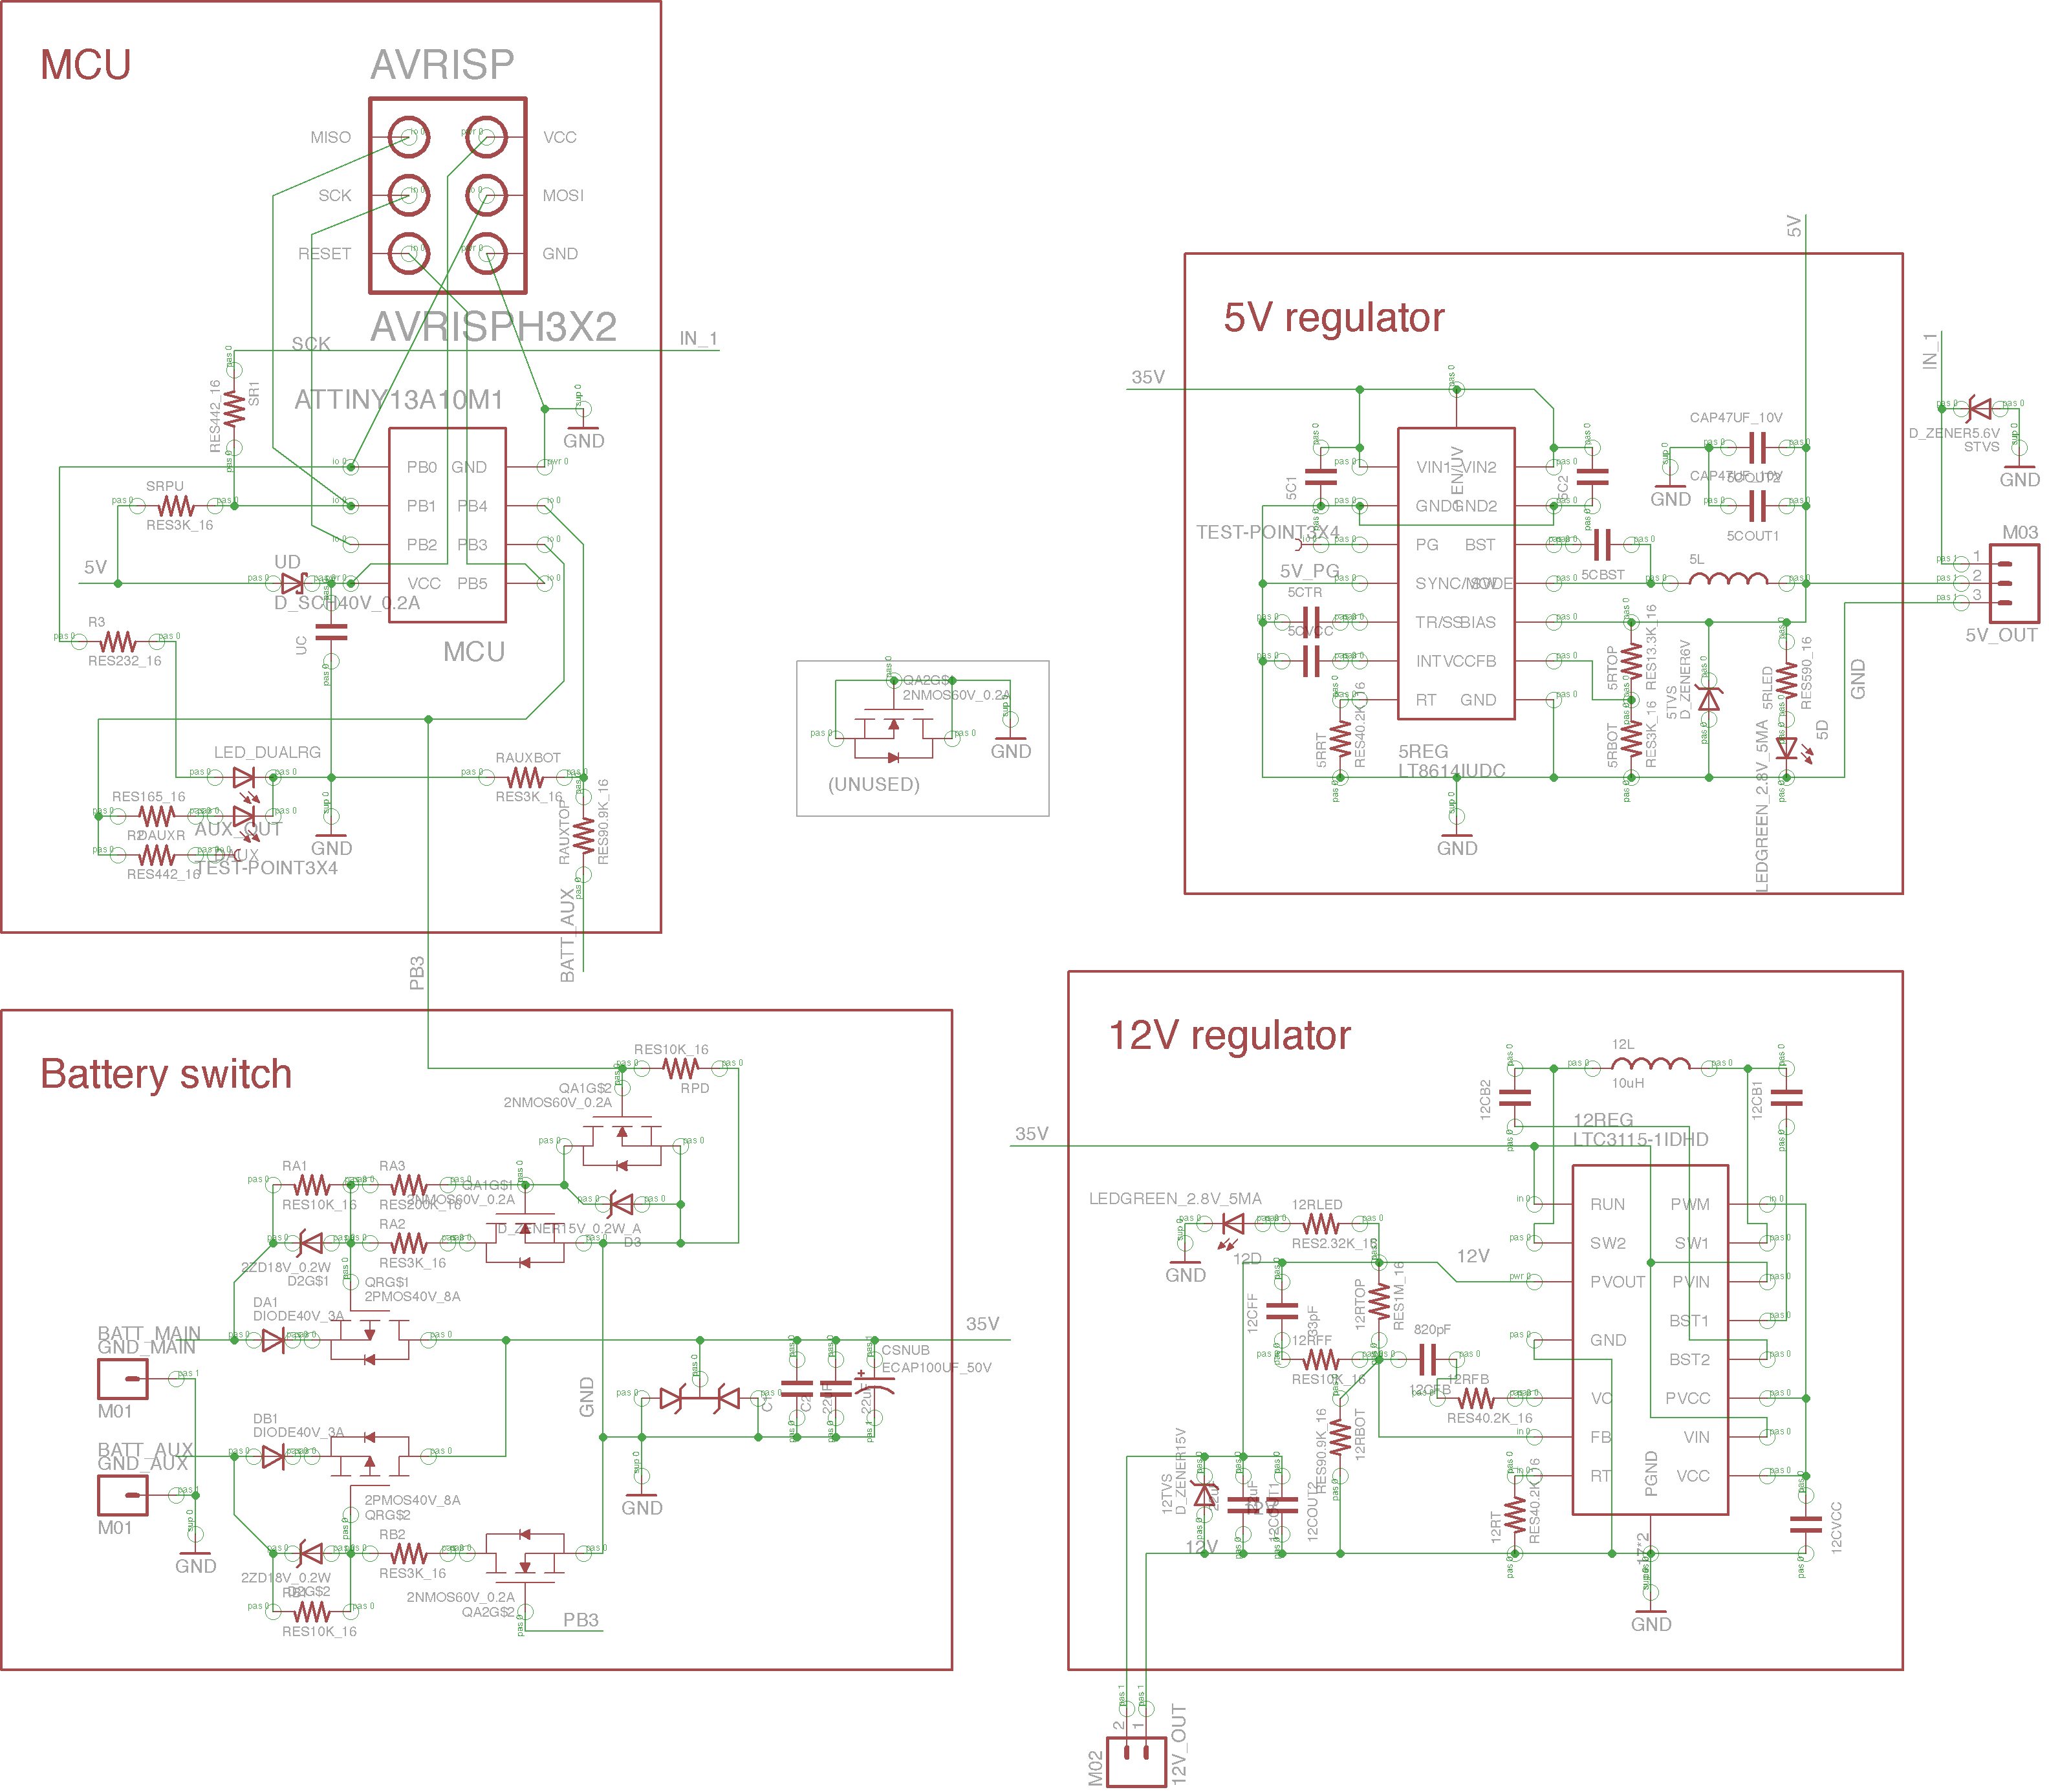 MCU
AVRISP
MISO
VCC
SCK
MOSI
RESET
GND
AVRISPH3X2
SCK
IN_1
RES442_16
SR1
ATTINY13A10M1
GND
PB0
GND
PB1
PB4
PB2
PB3
VCC
PB5
SRPU
RES3K_16
5V
UD
D_SCH40V_0.2A
UC
MCU
R3
RES232_16
LED_DUALRG
RES165_16
R2
DAUXR
AUX_OUT
RES442_16
TEST-POINT3X4
GND
RAUXBOT
RES3K_16
RAUXTOP
RES90.9K_16
BATT_AUX
PB3
QA2G$1
2NMOS60V_0.2A
GND
(UNUSED)
5V regulator
5V
35V
IN_1
5C1
VIN1
VIN2
EN/UV
GND1
GND2
5C2
PG
BST
SYNC/MODE
SW
TR/SS
BIAS
INTVCC
FB
RT
GND
TEST-POINT3X4
5V_PG
5CTR
5CVCC
5CBST
5L
CAP47UF_10V
CAP47UF_10V
5COUT2
5COUT1
GND
5RRT
RES40.2K_16
5REG
LT8614IUDC
GND
5RTOP
RES13.3K_16
5RBOT
RES3K_16
5TVS
D_ZENER6V
5RLED
RES590_16
5D
LEDGREEN_2.8V_5MA
GND
D_ZENER5.6V
STVS
GND
M03
1
2
3
5V_OUT
Battery switch
RES10K_16
RPD
QA1G$2
2NMOS60V_0.2A
RA1
RES10K_16
RA3
RES200K_16
QA1G$1
2NMOS60V_0.2A
D_ZENER15V_0.2W_A
D3
RA2
RES3K_16
2ZD18V_0.2W
D2G$1
QRG$1
2PMOS40V_8A
DA1
DIODE40V_3A
BATT_MAIN
GND_MAIN
M01
DB1
DIODE40V_3A
BATT_AUX
GND_AUX
M01
GND
2PMOS40V_8A
QRG$2
RB2
RES3K_16
2ZD18V_0.2W
D2G$2
RB1
RES10K_16
2NMOS60V_0.2A
QA2G$2
PB3
GND
GND
35V
CSNUB
ECAP100UF_50V
C1
C2
22uF
22uF
12V regulator
35V
12L
10uH
12CB2
12CB1
12REG
LTC3115-1IDHD
RUN
PWM
SW2
SW1
PVOUT
PVIN
BST1
GND
BST2
VC
PVCC
FB
VIN
RT
VCC
PGND
LEDGREEN_2.8V_5MA
12RLED
RES2.32K_16
12D
GND
12V
12CFF
33pF
12RTOP
RES1M_16
12RFF
RES10K_16
820pF
12CFB
12RFB
RES40.2K_16
12RBOT
RES90.9K_16
12TVS
D_ZENER15V
22uF
22uF
12COUT1
12COUT2
12V
12RT
RES40.2K_16
12CVCC
GND
M02
2
1
12V_OUT